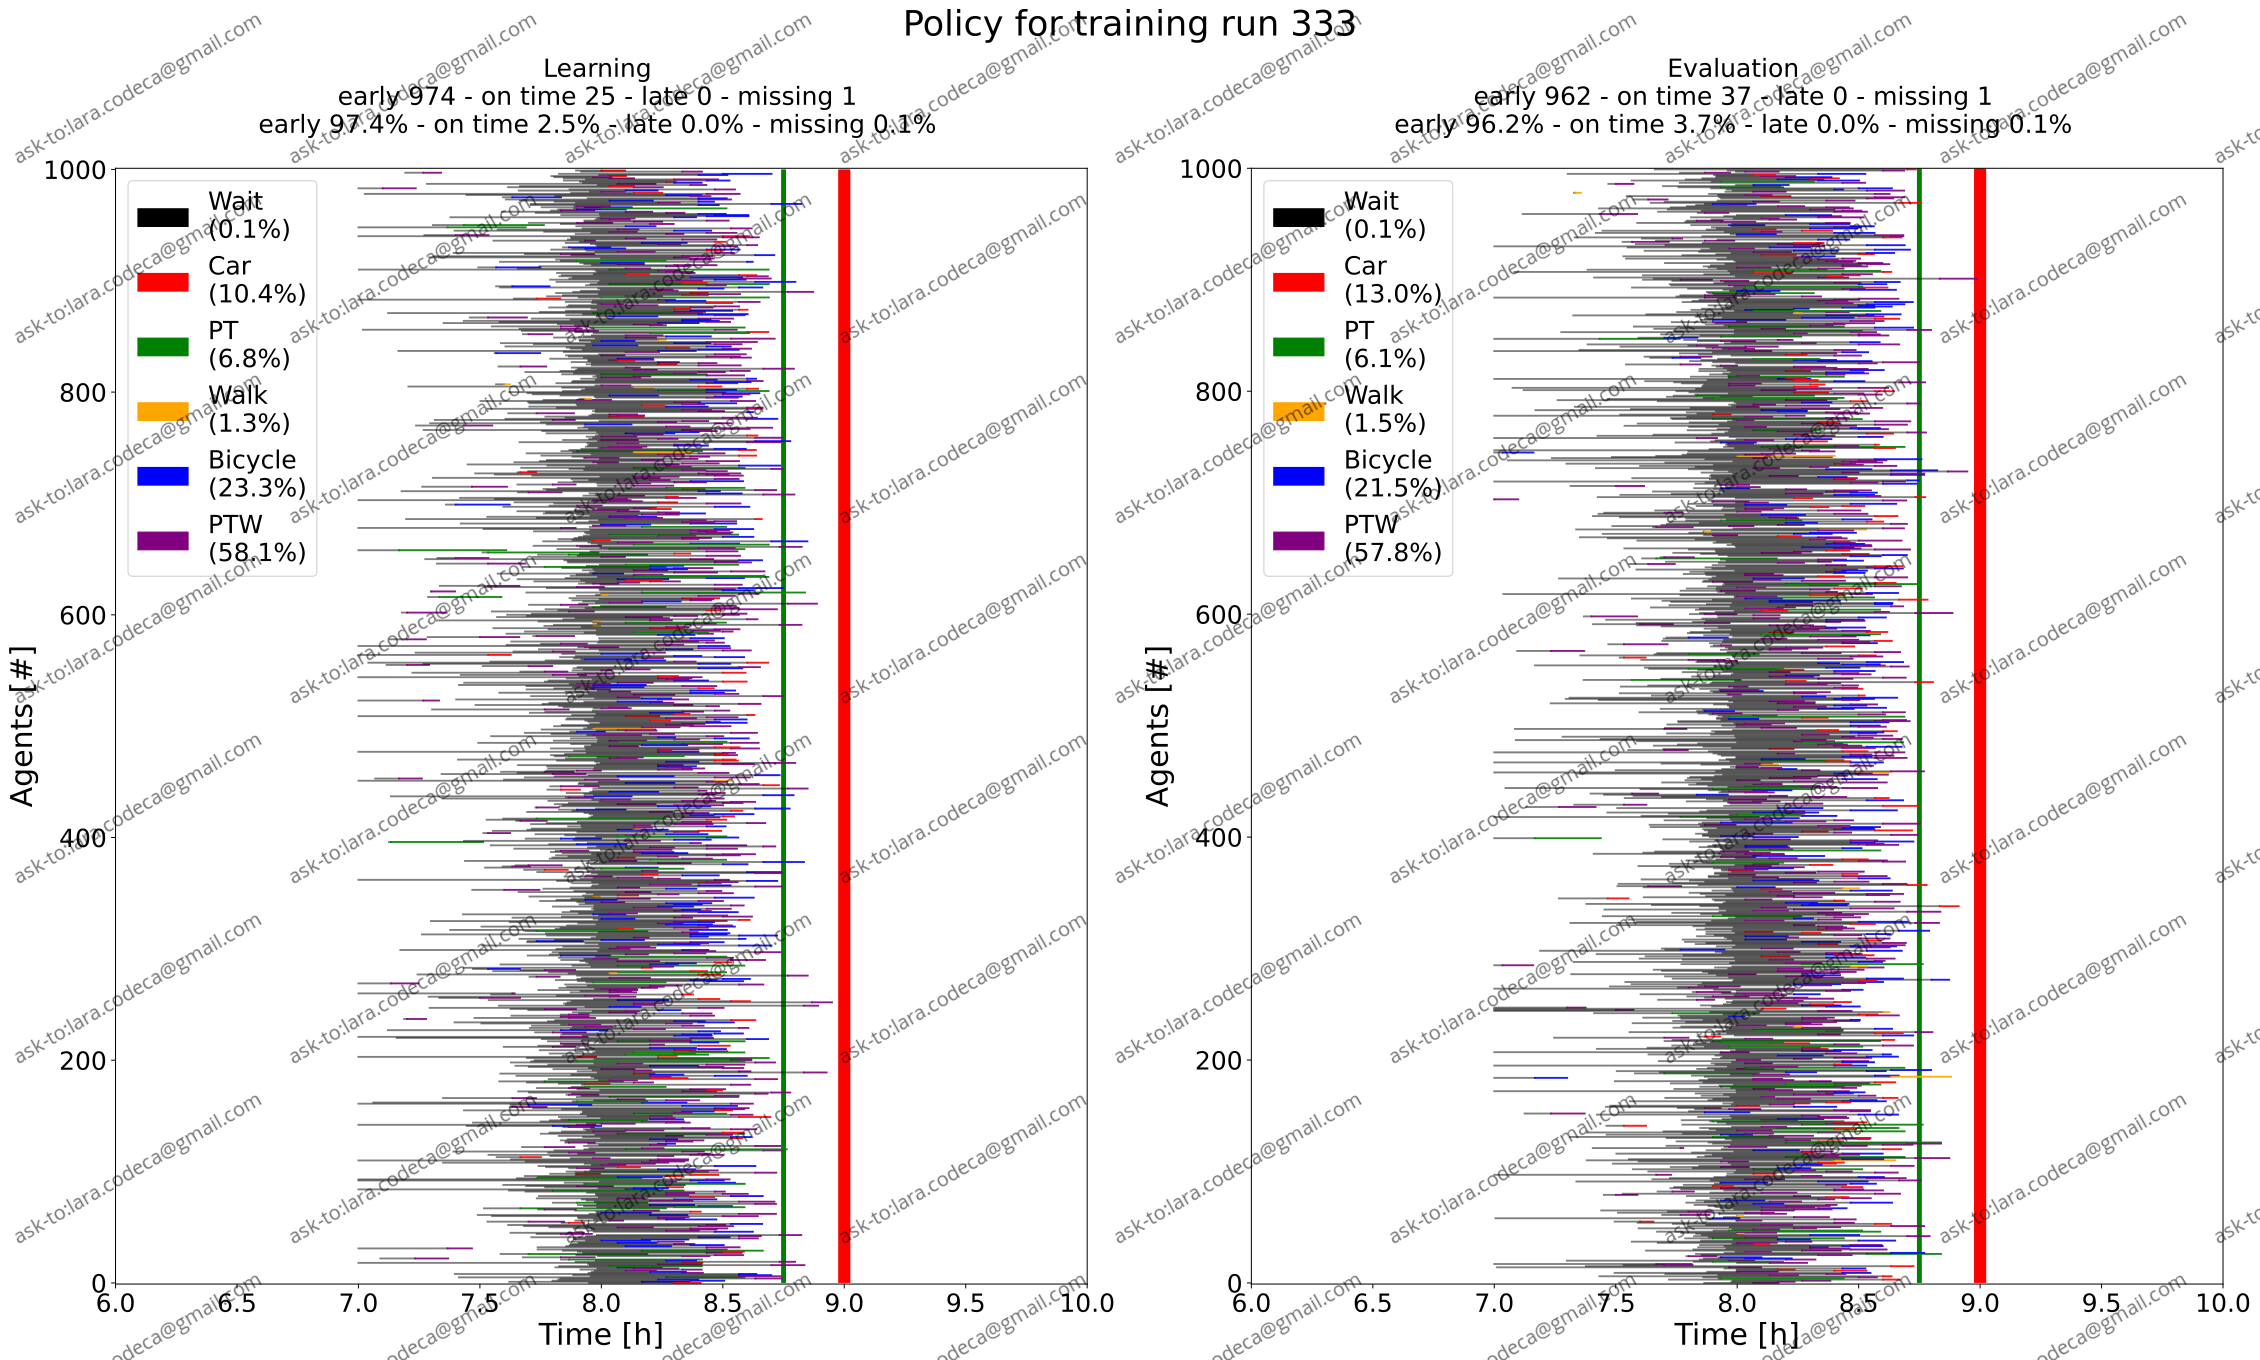 Policy for training run 333
Learning
early 974 - on time 25 - late 0 - missing 1
early 97.4% - on time 2.5% - late 0.0% - missing 0.1%
Evaluation
early 962 - on time 37 - late 0 - missing 1
early 96.2% - on time 3.7% - late 0.0% - missing 0.1%
Agents [#]
1000
800
600
400
200
0
Wait
(0.1%)
Car
(10.4%)
PT
(6.8%)
Walk
(1.3%)
Bicycle
(23.3%)
PTW
(58.1%)
6.0 6.5 7.0 7.5 8.0 8.5 9.0 9.5 10.0
Time [h]
Agents [#]
1000
800
600
400
200
0
Wait
(0.1%)
Car
(13.0%)
PT
(6.1%)
Walk
(1.5%)
Bicycle
(21.5%)
PTW
(57.8%)
6.0 6.5 7.0 7.5 8.0 8.5 9.0 9.5 10.0
Time [h]
ask-to:lara.codeca@gmail.com